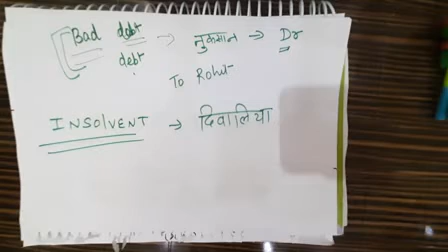 Bad debt → नुकसान → Dr
debt
To Rohit
INSOLVENT → दिवालिया